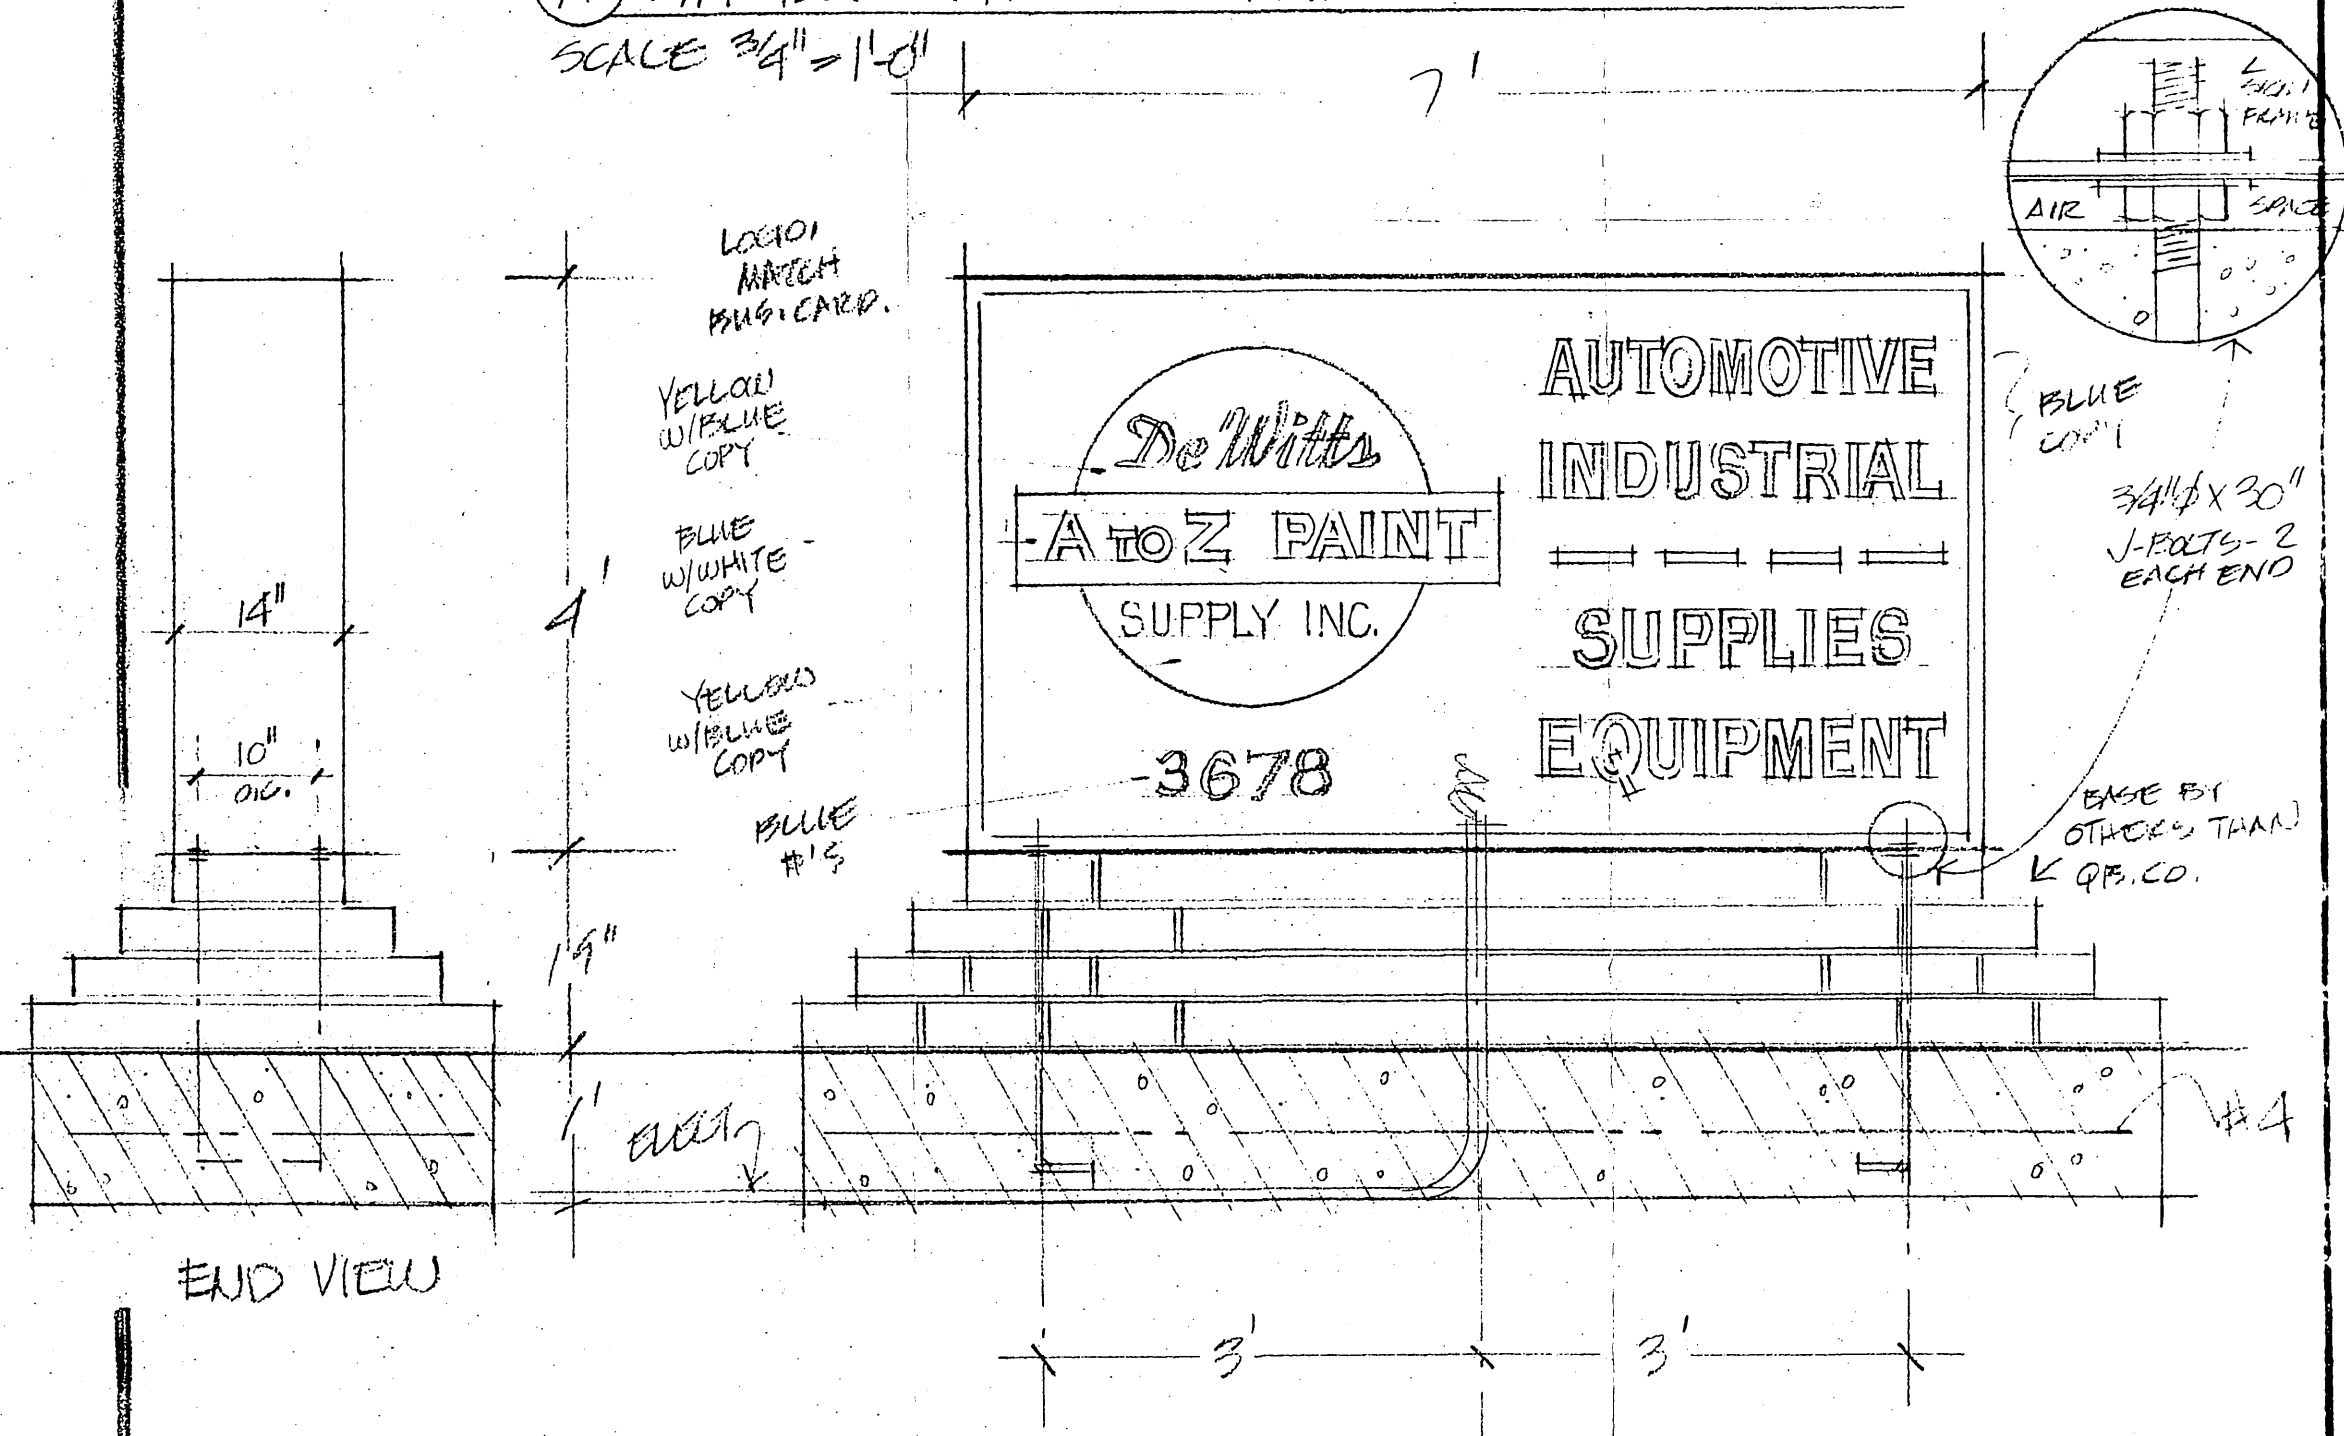 SCALE 3/4" = 1'-0"
7'
SIGN
FRAME
AIR SPACE
LOGO,
MATCH
BUS. CARD.
YELLOW
W/BLUE
COPY
BLUE
W/WHITE
COPY
YELLOW
W/BLUE
COPY
BLUE
#'S
14"
10"
O.C.
4'
1'
De Witts
A TO Z PAINT
SUPPLY INC.
3678
AUTOMOTIVE
INDUSTRIAL
SUPPLIES
EQUIPMENT
BLUE
COPY
3/4"φ X 30"
J-BOLTS - 2
EACH END
BASE BY
OTHERS THAN
QB. CO.
ELECT
#4
END VIEW
3' 3'